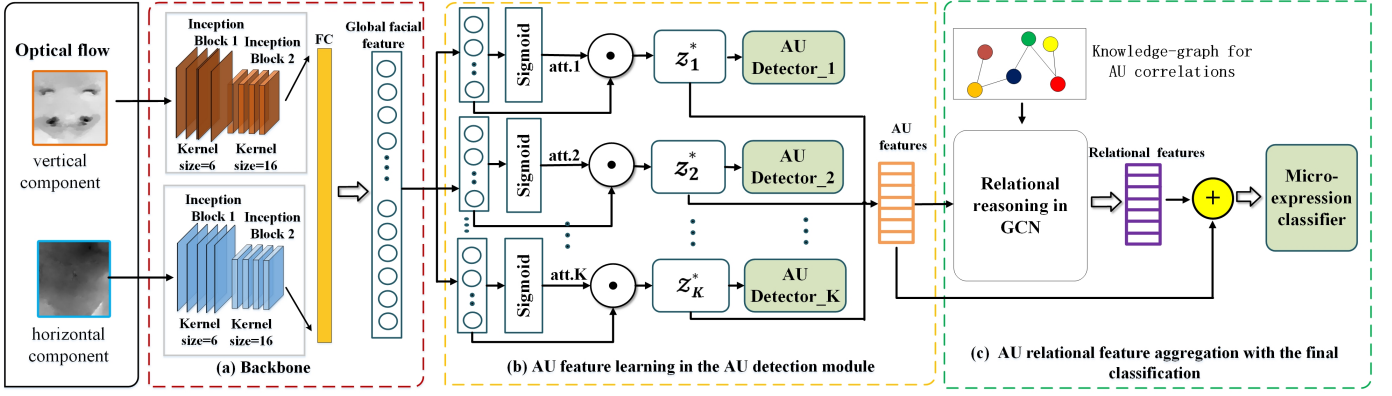 Optical flow
vertical
component
horizontal
component
Inception
Block 1
Inception
Block 2
Kernel
size=6
Kernel
size=16
Inception
Block 1
Inception
Block 2
Kernel
size=6
Kernel
size=16
FC
Global facial
feature
(a) Backbone
Sigmoid
att.1
z*1
AU
Detector_1
Sigmoid
att.2
z*2
AU
Detector_2
Sigmoid
att.K
z*K
AU
Detector_K
AU
features
(b) AU feature learning in the AU detection module
Knowledge-graph for
AU correlations
Relational
reasoning in
GCN
Relational features
+
Micro-
expression
classifier
(c) AU relational feature aggregation with the final
classification